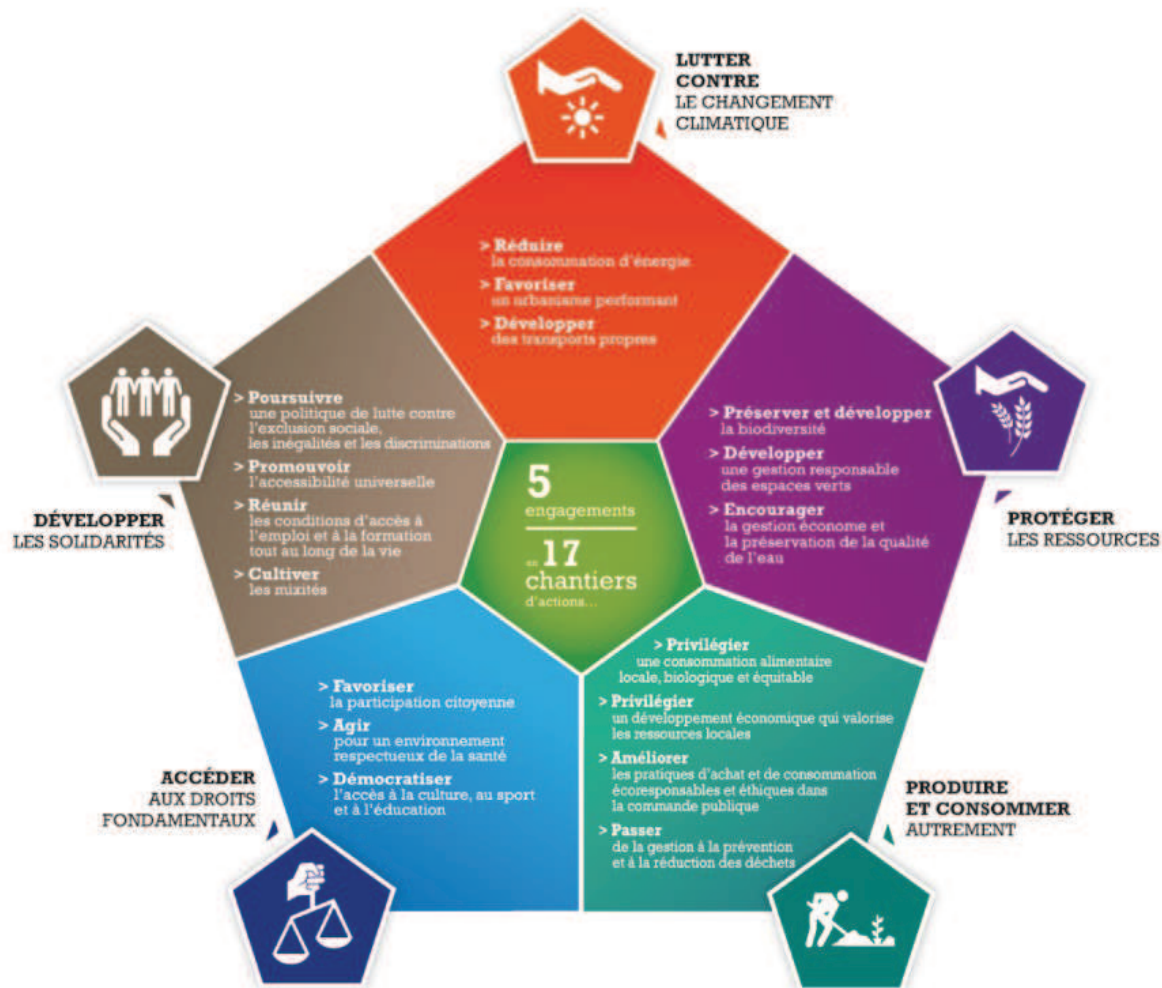 LUTTER
CONTRE
LE CHANGEMENT
CLIMATIQUE
> Réduire
la consommation d'énergie
> Favoriser
un urbanisme performant
> Développer
des transports propres
> Préserver et développer
la biodiversité
> Développer
une gestion responsable
des espaces verts
> Encourager
la gestion économe et
la préservation de la qualité
de l'eau
PROTÉGER
LES RESSOURCES
> Privilégier
une consommation alimentaire
locale, biologique et équitable
> Privilégier
un développement économique qui valorise
les ressources locales
> Améliorer
les pratiques d'achat et de consommation
écoresponsables et éthiques dans
la commande publique
> Passer
de la gestion à la prévention
et à la réduction des déchets
PRODUIRE
ET CONSOMMER
AUTREMENT
> Favoriser
la participation citoyenne
> Agir
pour un environnement
respectueux de la santé
> Démocratiser
l'accès à la culture, au sport
et à l'éducation
ACCÉDER
AUX DROITS
FONDAMENTAUX
> Poursuivre
une politique de lutte contre
l'exclusion sociale,
les inégalités et les discriminations
> Promouvoir
l'accessibilité universelle
> Réunir
les conditions d'accès à
l'emploi et à la formation
tout au long de la vie
> Cultiver
les mixités
DÉVELOPPER
LES SOLIDARITÉS
5
engagements
en 17
chantiers
d'actions...